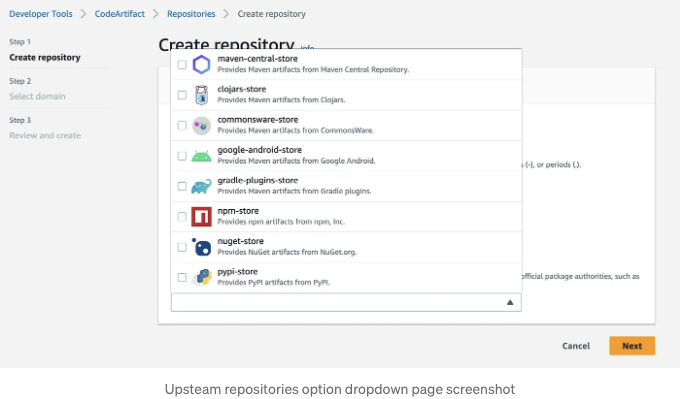 Developer Tools > CodeArtifact > Repositories > Create repository
Step 1
Create repository
Step 2
Select domain
Step 3
Review and create
Create repository Info
maven-central-store
Provides Maven artifacts from Maven Central Repository.
clojars-store
Provides Maven artifacts from Clojars.
commonsware-store
Provides Maven artifacts from CommonsWare.
google-android-store
Provides Maven artifacts from Google Android.
gradle-plugins-store
Provides Maven artifacts from Gradle plugins.
npm-store
Provides npm artifacts from npm, Inc.
nuget-store
Provides NuGet artifacts from NuGet.org.
pypi-store
Provides PyPI artifacts from PyPI.
(-), or periods (.).
official package authorities, such as
Cancel
Next
Upsteam repositories option dropdown page screenshot